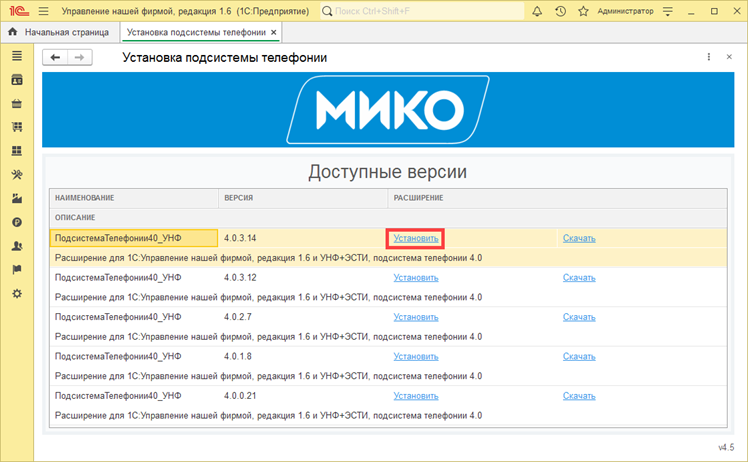 1С Управление нашей фирмой, редакция 1.6 (1С:Предприятие) Поиск Ctrl+Shift+F Администратор
Начальная страница Установка подсистемы телефонии ×
Установка подсистемы телефонии
МИКО
Доступные версии
НАИМЕНОВАНИЕ ВЕРСИЯ РАСШИРЕНИЕ
ОПИСАНИЕ
ПодсистемаТелефонии40_УНФ 4.0.3.14 Установить Скачать
Расширение для 1С:Управление нашей фирмой, редакция 1.6 и УНФ+ЭСТИ, подсистема телефонии 4.0
ПодсистемаТелефонии40_УНФ 4.0.3.12 Установить Скачать
Расширение для 1С:Управление нашей фирмой, редакция 1.6 и УНФ+ЭСТИ, подсистема телефонии 4.0
ПодсистемаТелефонии40_УНФ 4.0.2.7 Установить Скачать
Расширение для 1С:Управление нашей фирмой, редакция 1.6 и УНФ+ЭСТИ, подсистема телефонии 4.0
ПодсистемаТелефонии40_УНФ 4.0.1.8 Установить Скачать
Расширение для 1С:Управление нашей фирмой, редакция 1.6 и УНФ+ЭСТИ, подсистема телефонии 4.0
ПодсистемаТелефонии40_УНФ 4.0.0.21 Установить Скачать
Расширение для 1С:Управление нашей фирмой, редакция 1.6 и УНФ+ЭСТИ, подсистема телефонии 4.0
v4.5